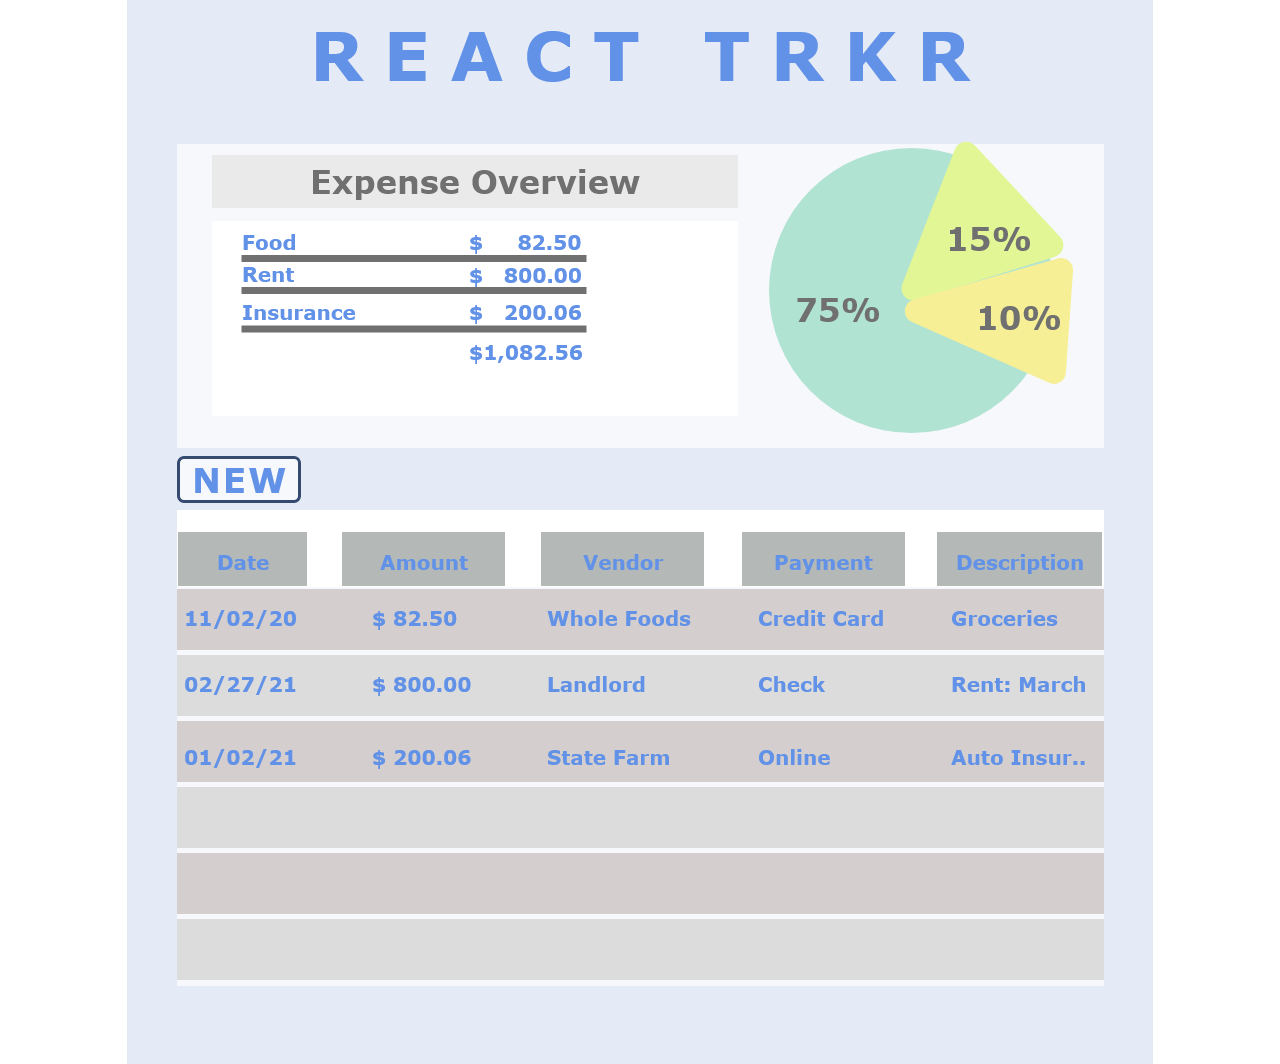 REACT TRKR
Expense Overview
Food $ 82.50
Rent $ 800.00
Insurance $ 200.06
$1,082.56
15%
75%
10%
NEW
Date Amount Vendor Payment Description
11/02/20 $ 82.50 Whole Foods Credit Card Groceries
02/27/21 $ 800.00 Landlord Check Rent: March
01/02/21 $ 200.06 State Farm Online Auto Insur..